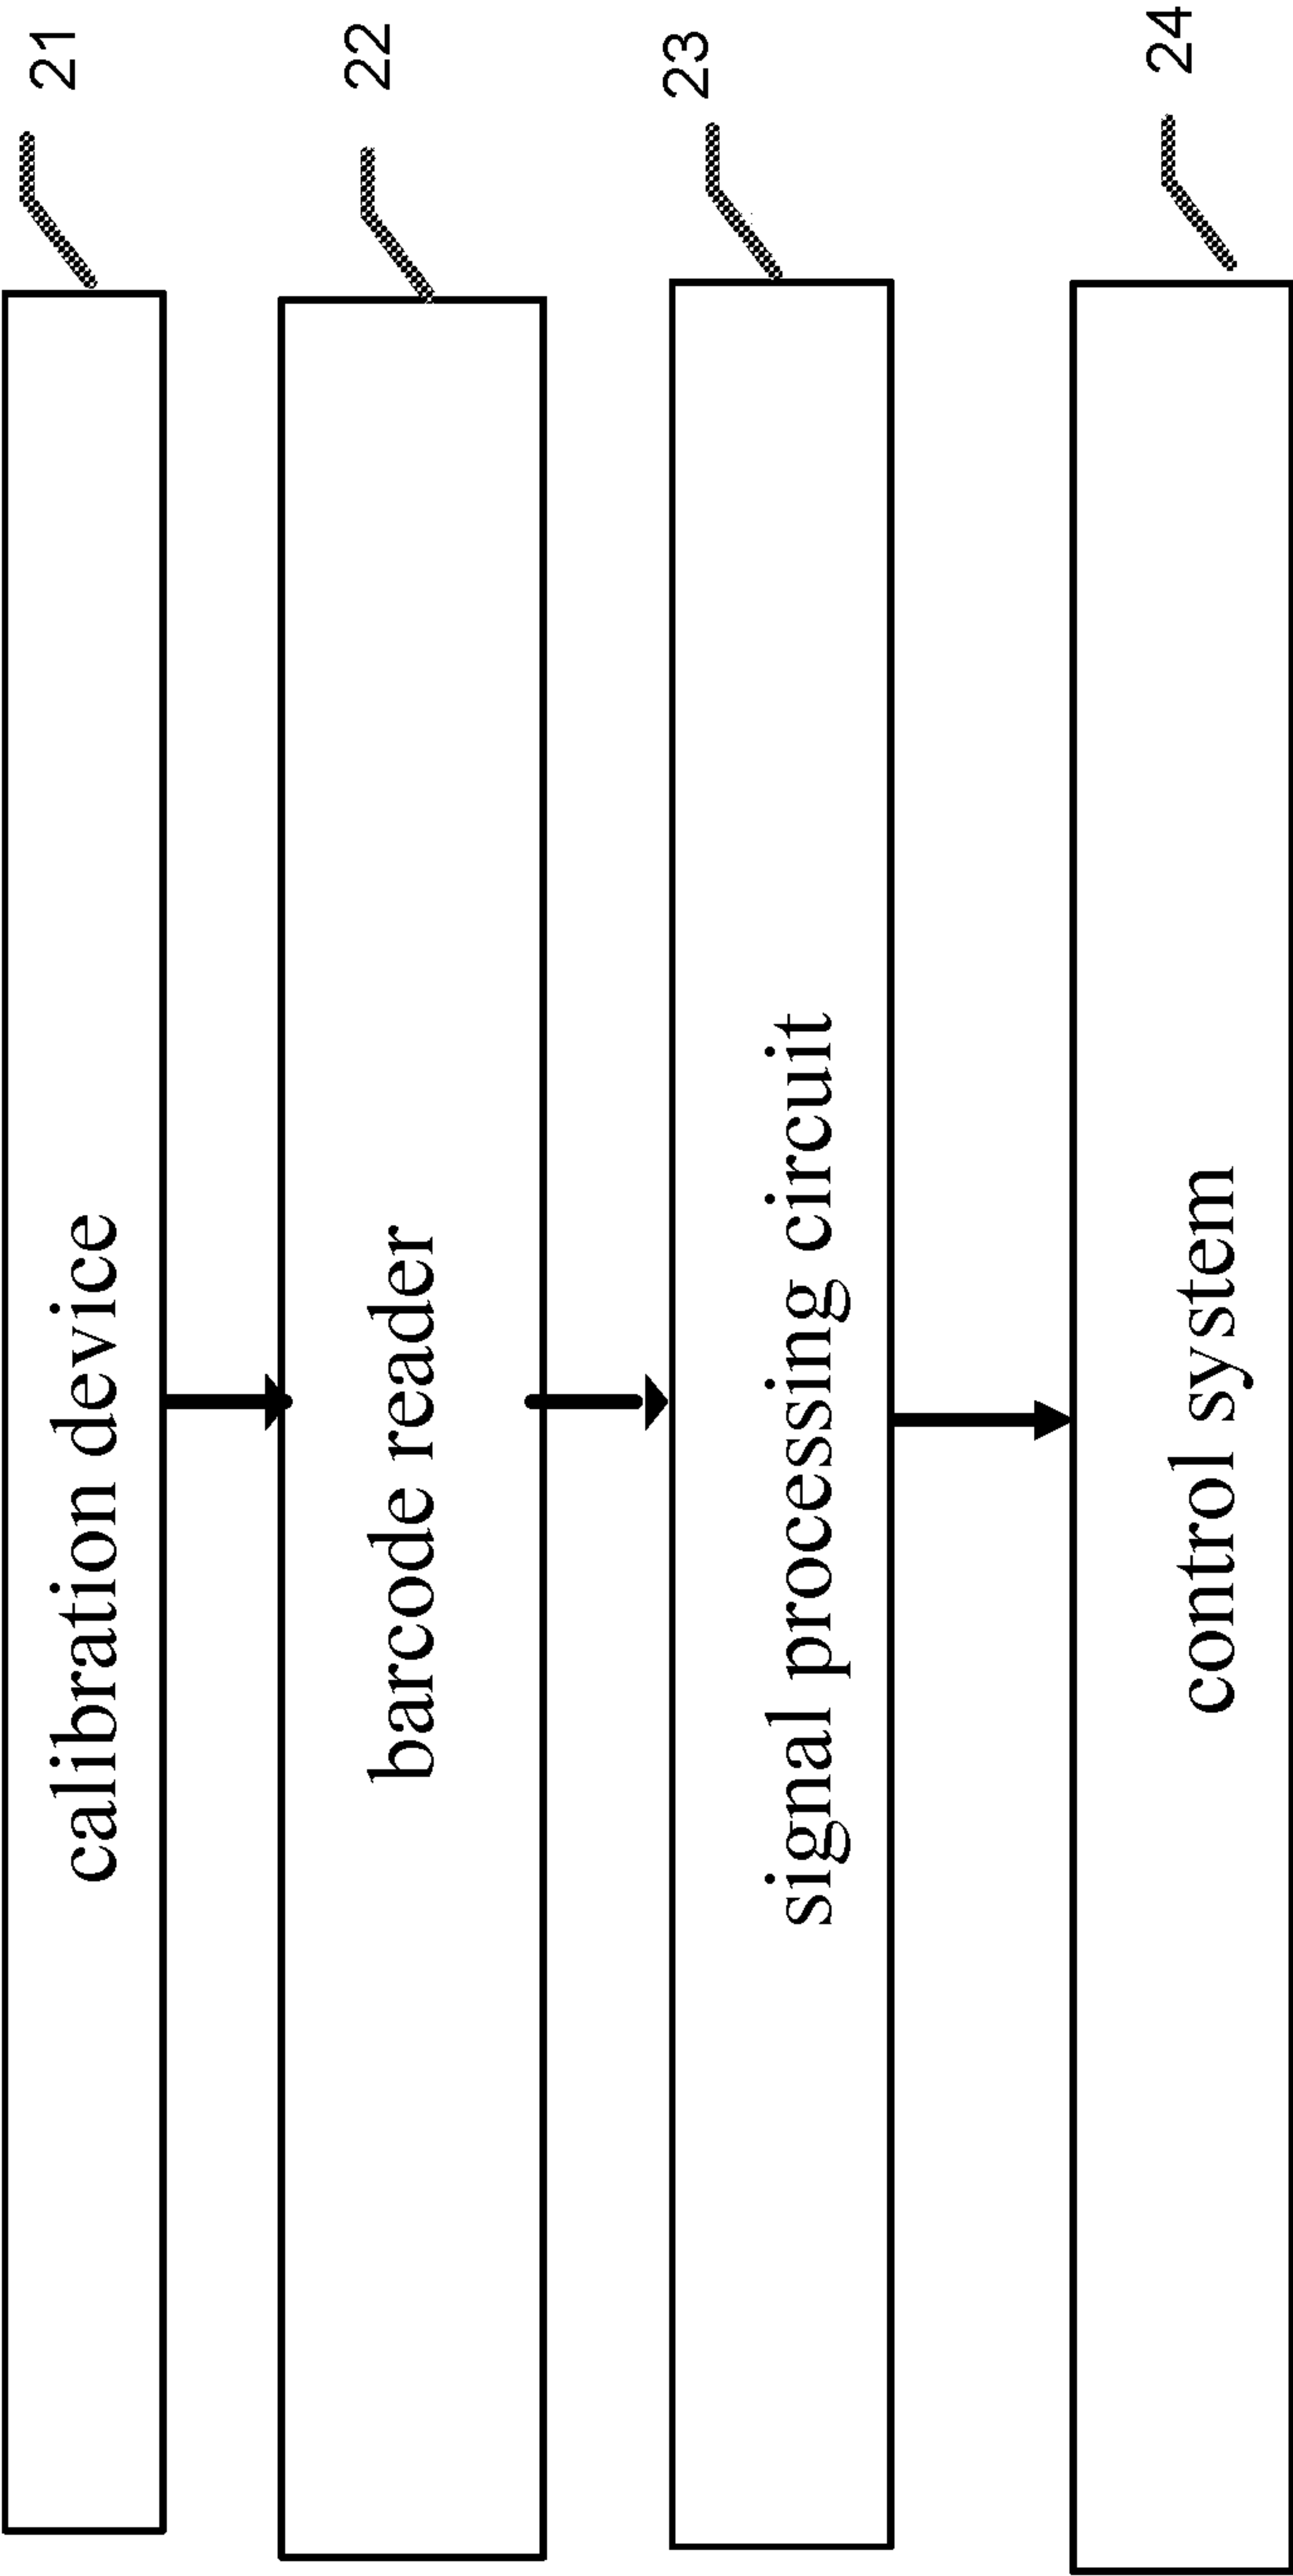 calibration device
21
barcode reader
22
signal processing circuit
23
control system
24